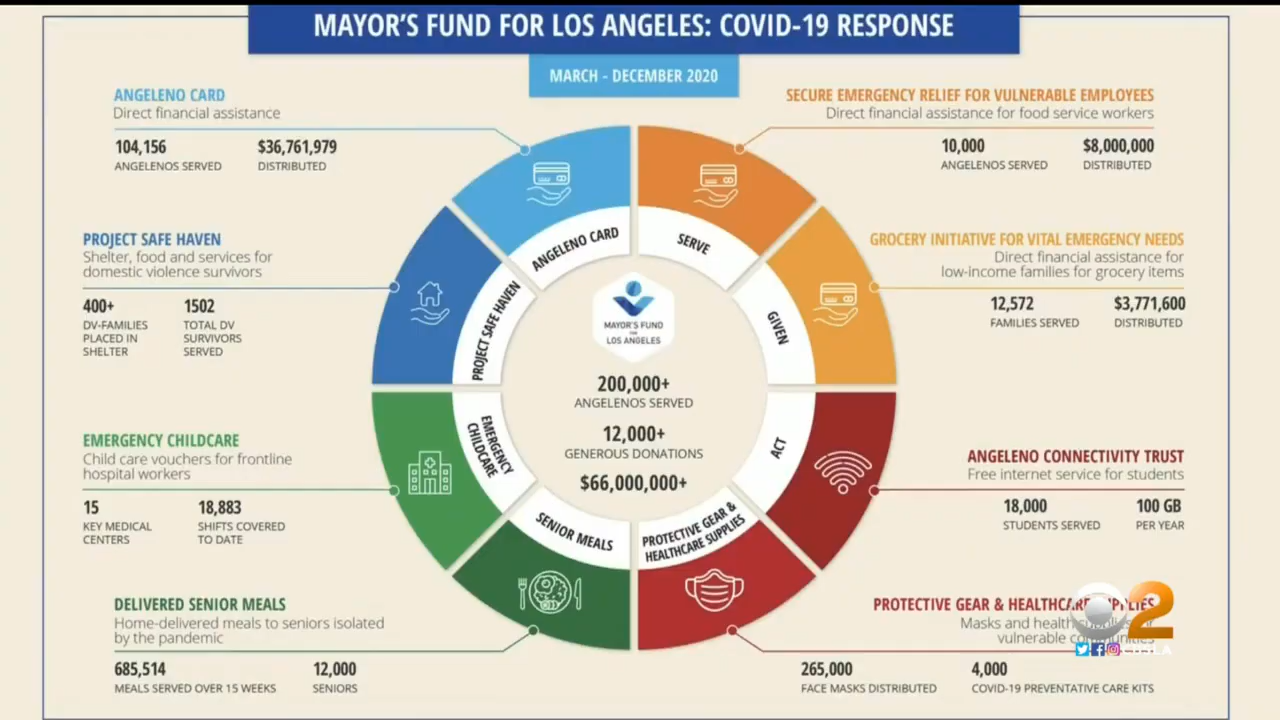 MAYOR'S FUND FOR LOS ANGELES: COVID-19 RESPONSE
MARCH - DECEMBER 2020
ANGELENO CARD
Direct financial assistance
104,156
ANGELENOS SERVED
$36,761,979
DISTRIBUTED
SECURE EMERGENCY RELIEF FOR VULNERABLE EMPLOYEES
Direct financial assistance for food service workers
10,000
ANGELENOS SERVED
$8,000,000
DISTRIBUTED
PROJECT SAFE HAVEN
Shelter, food and services for
domestic violence survivors
400+
DV-FAMILIES
PLACED IN
SHELTER
1502
TOTAL DV
SURVIVORS
SERVED
GROCERY INITIATIVE FOR VITAL EMERGENCY NEEDS
Direct financial assistance for
low-income families for grocery items
12,572
FAMILIES SERVED
$3,771,600
DISTRIBUTED
ANGELENO CARD
SERVE
PROJECT SAFE HAVEN
GIVEN
EMERGENCY
CHILDCARE
ACT
SENIOR MEALS
PROTECTIVE GEAR &
HEALTHCARE SUPPLIES
MAYOR'S FUND
FOR
LOS ANGELES
200,000+
ANGELENOS SERVED
12,000+
GENEROUS DONATIONS
$66,000,000+
EMERGENCY CHILDCARE
Child care vouchers for frontline
hospital workers
15
KEY MEDICAL
CENTERS
18,883
SHIFTS COVERED
TO DATE
ANGELENO CONNECTIVITY TRUST
Free internet service for students
18,000
STUDENTS SERVED
100 GB
PER YEAR
DELIVERED SENIOR MEALS
Home-delivered meals to seniors isolated
by the pandemic
685,514
MEALS SERVED OVER 15 WEEKS
12,000
SENIORS
PROTECTIVE GEAR & HEALTHCARE SUPPLIES
Masks and health supplies for
vulnerable communities
265,000
FACE MASKS DISTRIBUTED
4,000
COVID-19 PREVENTATIVE CARE KITS
2
CBSLA